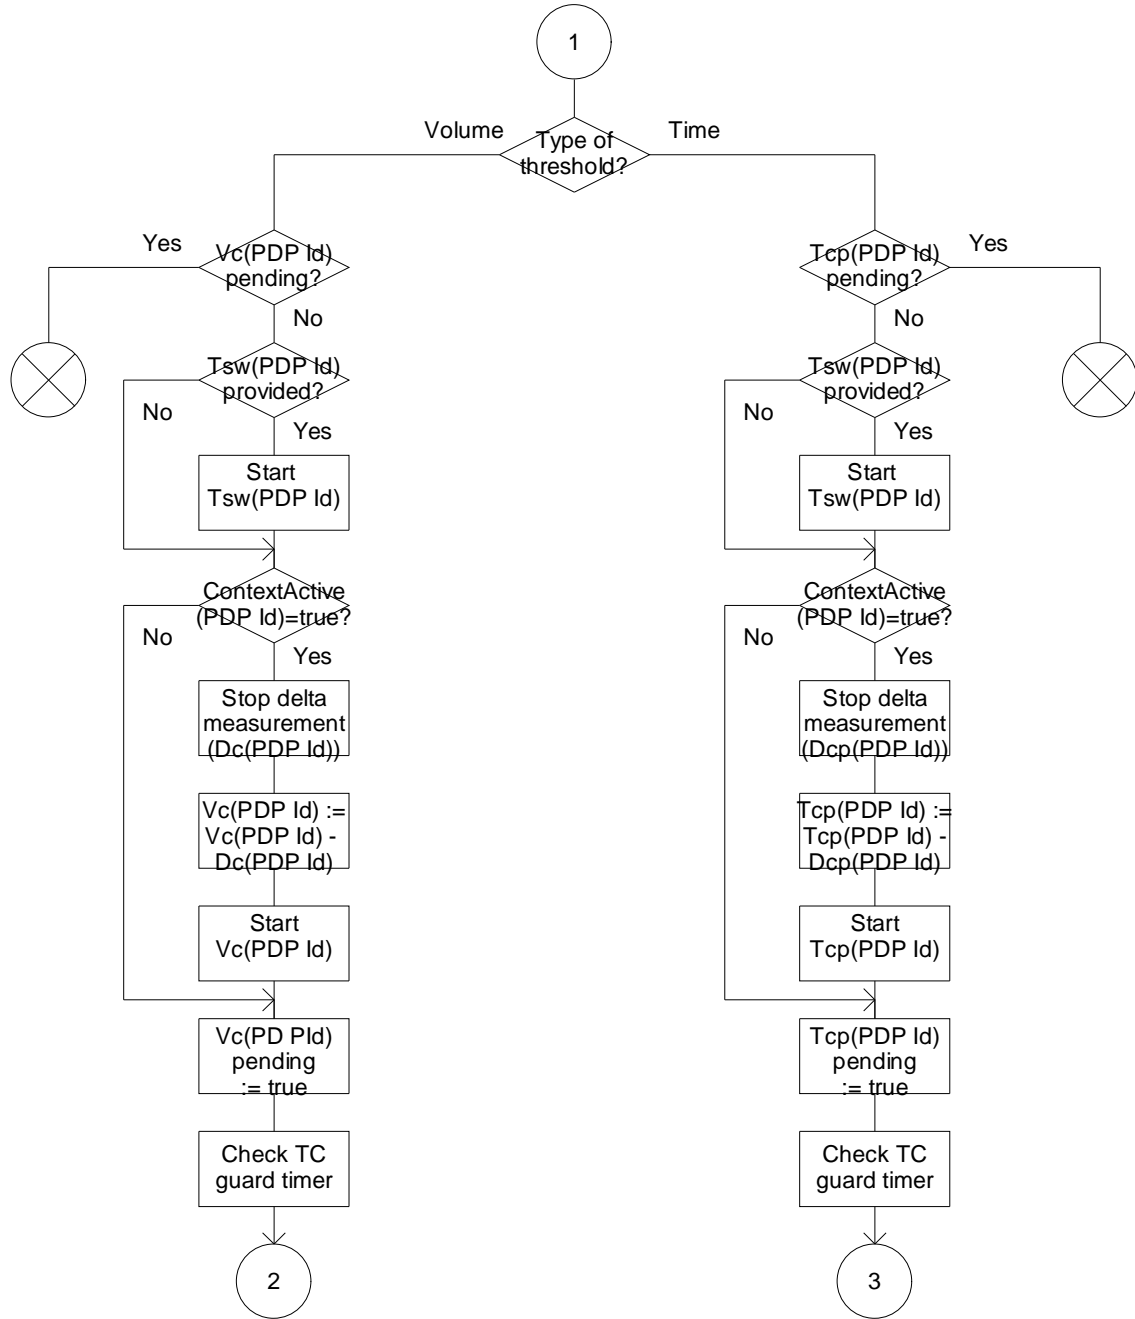 1
Volume
Time
Type of
threshold?
Yes
Vc(PDP Id)
pending?
No
Tsw(PDP Id)
provided?
No
Yes
Start
Tsw(PDP Id)
ContextActive
(PDP Id)=true?
No
Yes
Stop delta
measurement
(Dc(PDP Id))
Vc(PDP Id) :=
Vc(PDP Id) -
Dc(PDP Id)
Start
Vc(PDP Id)
Vc(PD PId)
pending
:= true
Check TC
guard timer
2
Tcp(PDP Id)
pending?
Yes
No
Tsw(PDP Id)
provided?
No
Yes
Start
Tsw(PDP Id)
ContextActive
(PDP Id)=true?
No
Yes
Stop delta
measurement
(Dcp(PDP Id))
Tcp(PDP Id) :=
Tcp(PDP Id) -
Dcp(PDP Id)
Start
Tcp(PDP Id)
Tcp(PDP Id)
pending
:= true
Check TC
guard timer
3